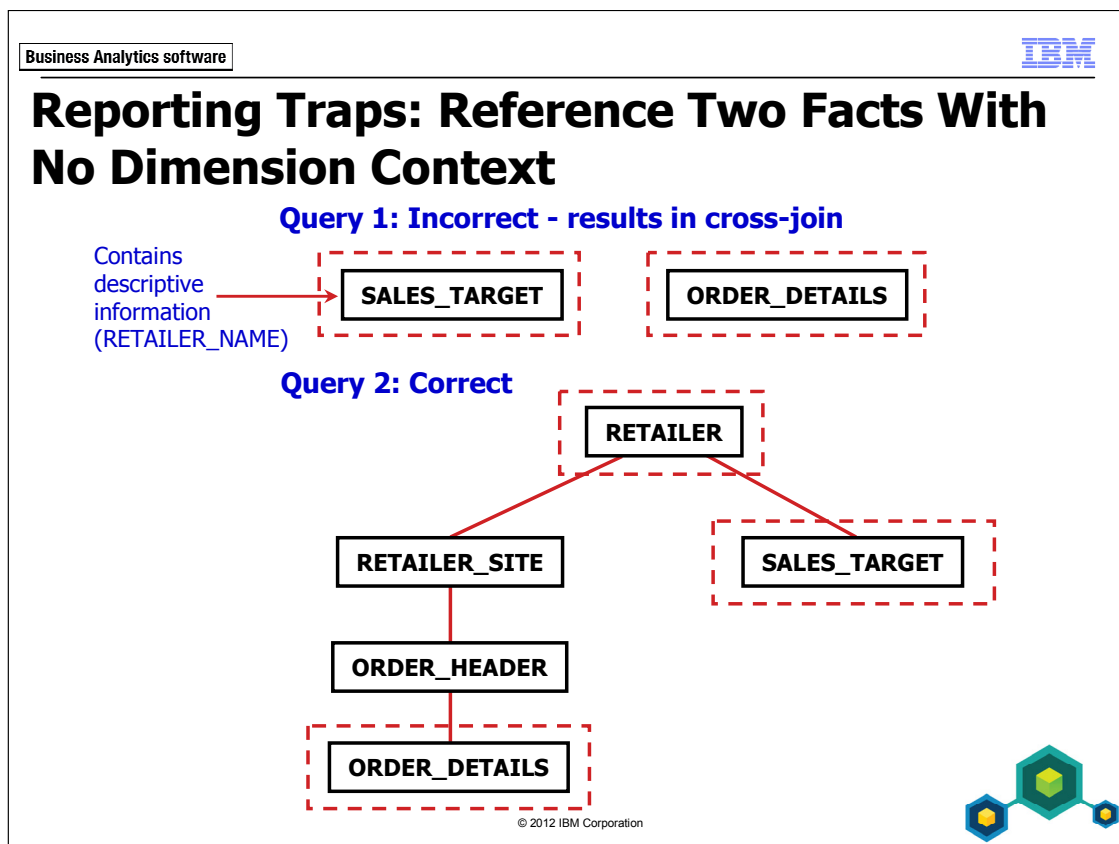 Business Analytics software
IBM
Reporting Traps: Reference Two Facts With
No Dimension Context
Query 1: Incorrect - results in cross-join
Contains
descriptive
information
(RETAILER_NAME)
SALES_TARGET
ORDER_DETAILS
Query 2: Correct
RETAILER
RETAILER_SITE
SALES_TARGET
ORDER_HEADER
ORDER_DETAILS
© 2012 IBM Corporation